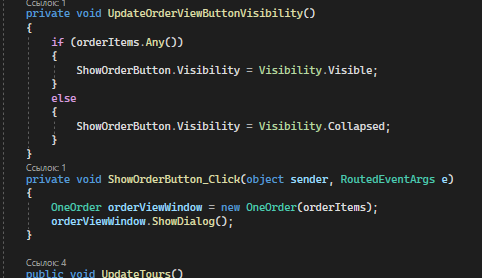 Ссылок: 1
private void UpdateOrderViewButtonVisibility()
{
if (orderItems.Any())
{
ShowOrderButton.Visibility = Visibility.Visible;
}
else
{
ShowOrderButton.Visibility = Visibility.Collapsed;
}
}
Ссылок: 1
private void ShowOrderButton_Click(object sender, RoutedEventArgs e)
{
OneOrder orderViewWindow = new OneOrder(orderItems);
orderViewWindow.ShowDialog();
}
Ссылок: 4
public void UpdateTours()